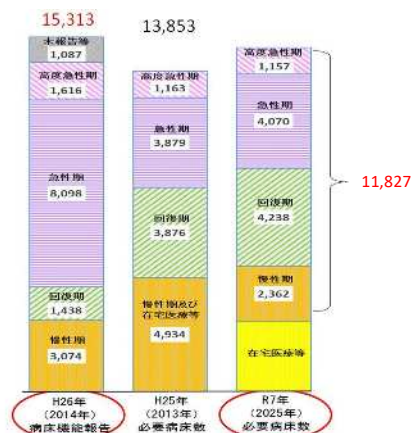 15,313
13,853
未報告等
1,087
高度急性期
1,616
急性期
8,098
回復期
1,438
慢性期
3,074
高度急性期
1,163
急性期
3,879
回復期
3,876
慢性期及び
在宅医療等
4,934
高度急性期
1,157
急性期
4,070
回復期
4,238
慢性期
2,362
在宅医療等
11,827
H26年
(2014年)
病床機能報告
H25年
(2013年)
必要病床数
R7年
(2025年)
必要病床数